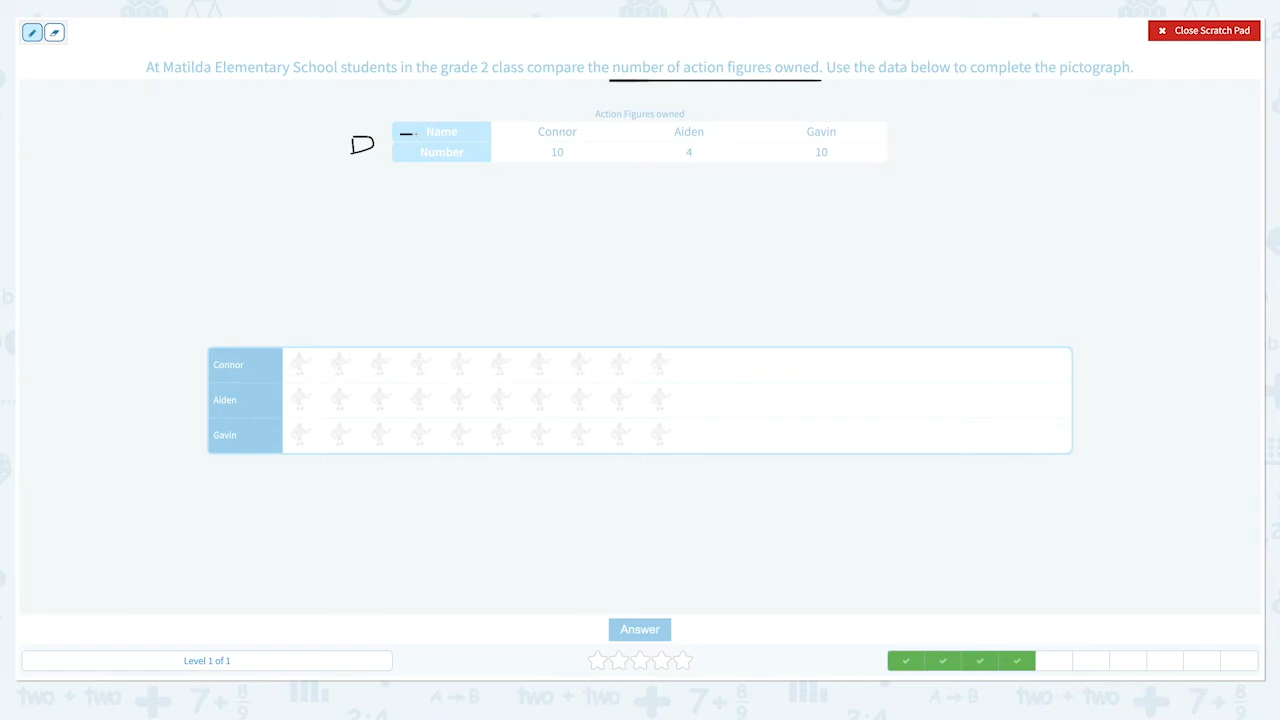 ✖ Close Scratch Pad
At Matilda Elementary School students in the grade 2 class compare the number of action figures owned. Use the data below to complete the pictograph.
Action Figures owned
D
Name Connor Aiden Gavin
Number 10 4 10
Connor
Aiden
Gavin
Answer
Level 1 of 1